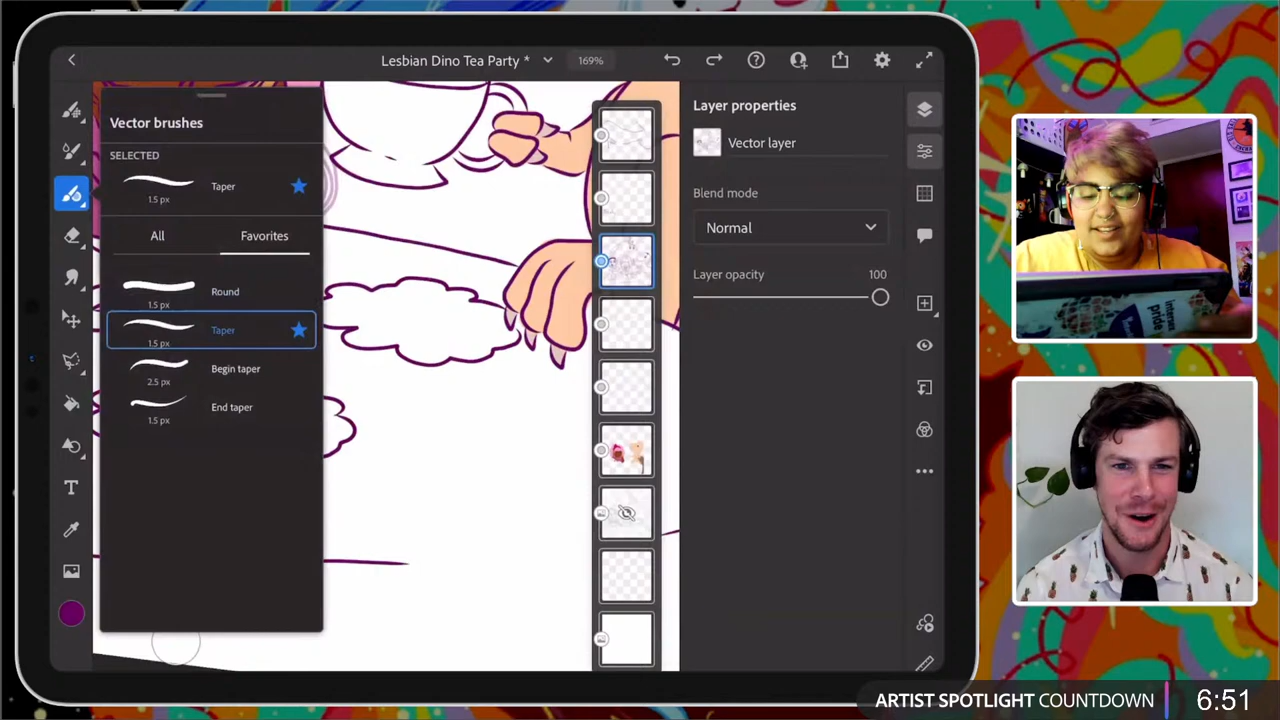 Lesbian Dino Tea Party *
169%
Vector brushes
SELECTED
Taper
1.5 px
All
Favorites
Round
1.5 px
Taper
1.5 px
Begin taper
2.5 px
End taper
1.5 px
T
Layer properties
Vector layer
Blend mode
Normal
Layer opacity
100
intersex
pride
ARTIST SPOTLIGHT COUNTDOWN
6:51